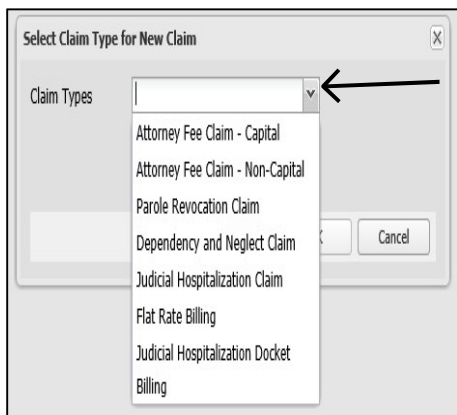 Select Claim Type for New Claim
Claim Types
Attorney Fee Claim - Capital
Attorney Fee Claim - Non-Capital
Parole Revocation Claim
Dependency and Neglect Claim
Judicial Hospitalization Claim
Flat Rate Billing
Judicial Hospitalization Docket
Billing
Cancel